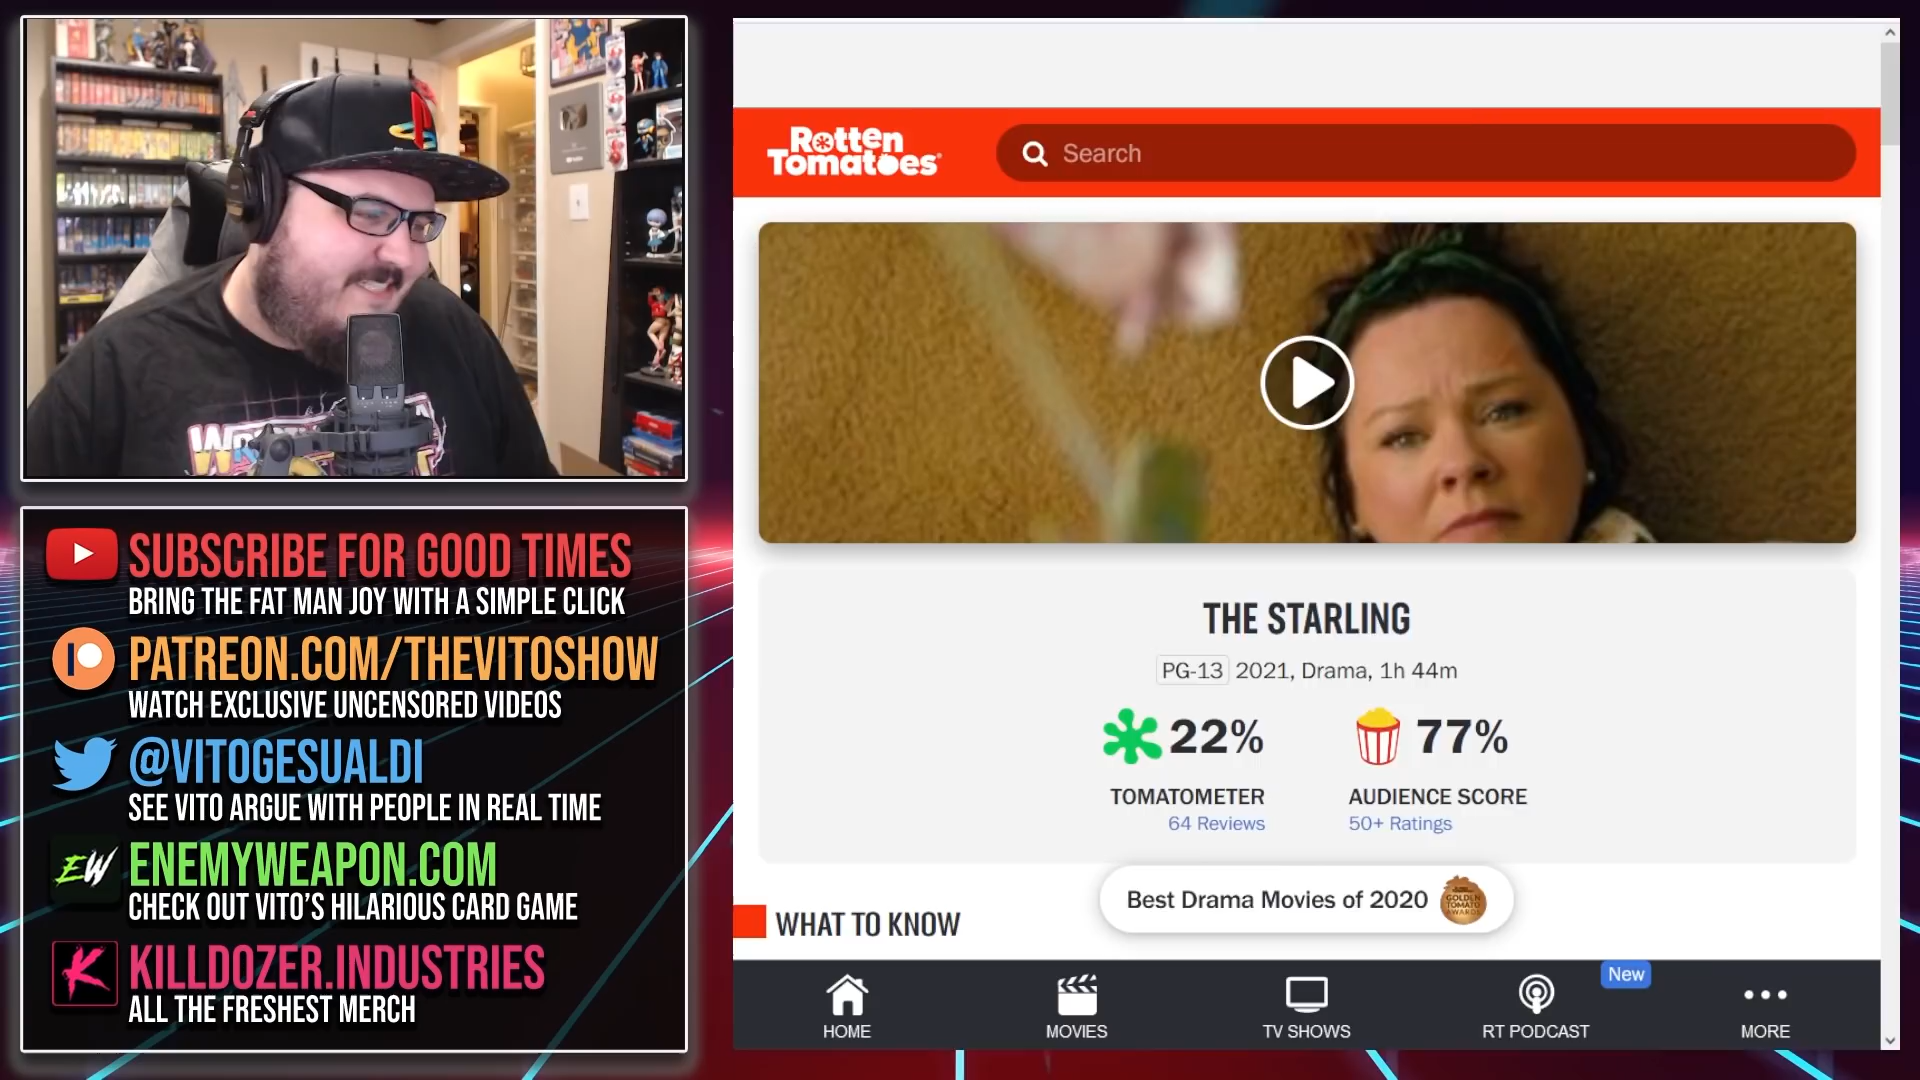 SUBSCRIBE FOR GOOD TIMES
BRING THE FAT MAN JOY WITH A SIMPLE CLICK
PATREON.COM/THEVITOSHOW
WATCH EXCLUSIVE UNCENSORED VIDEOS
@VITOGESUALDI
SEE VITO ARGUE WITH PEOPLE IN REAL TIME
EW
ENEMYWEAPON.COM
CHECK OUT VITO'S HILARIOUS CARD GAME
K
KILLDOZER.INDUSTRIES
ALL THE FRESHEST MERCH
Rotten
Tomatoes
Search
THE STARLING
PG-13 2021, Drama, 1h 44m
22% 77%
TOMATOMETER AUDIENCE SCORE
64 Reviews 50+ Ratings
Best Drama Movies of 2020
GOLDEN
TOMATO
AWARDS
WHAT TO KNOW
New
HOME MOVIES TV SHOWS RT PODCAST MORE